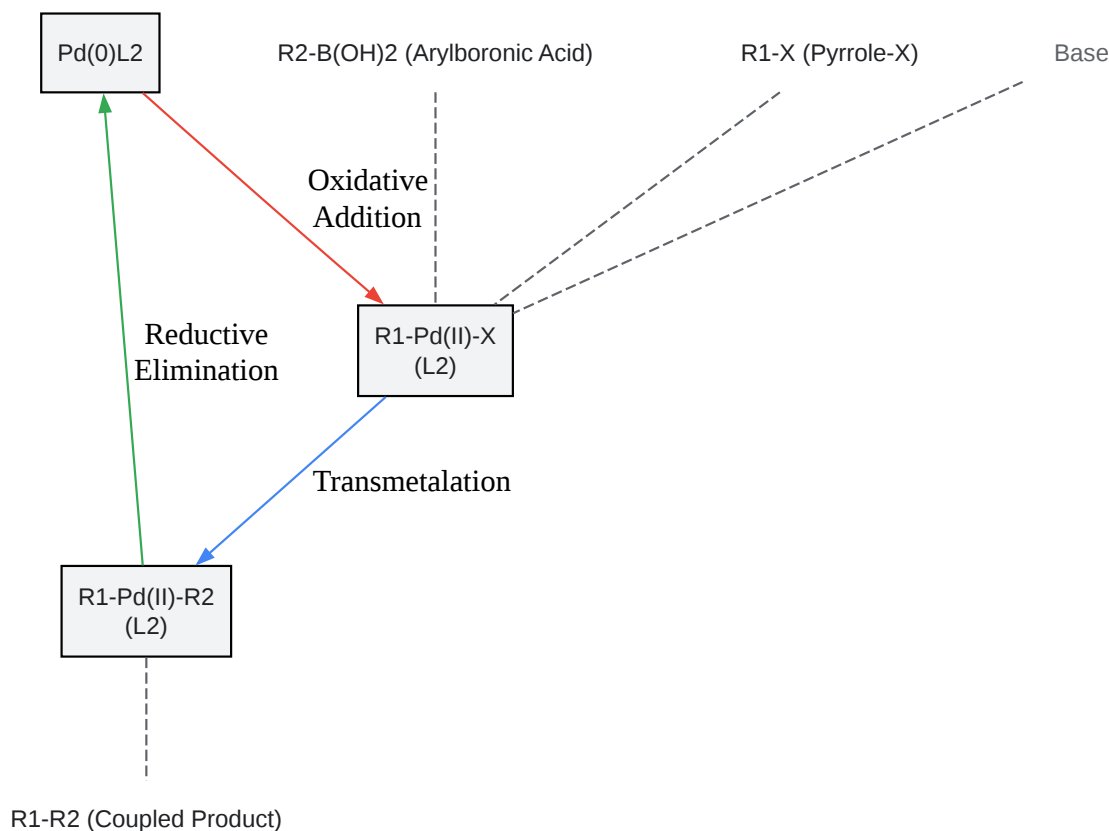 Pd(0)L2
R2-B(OH)2 (Arylboronic Acid)
R1-X (Pyrrole-X)
Base
Oxidative
Addition
Reductive
Elimination
R1-Pd(II)-X
(L2)
Transmetalation
R1-Pd(II)-R2
(L2)
R1-R2 (Coupled Product)